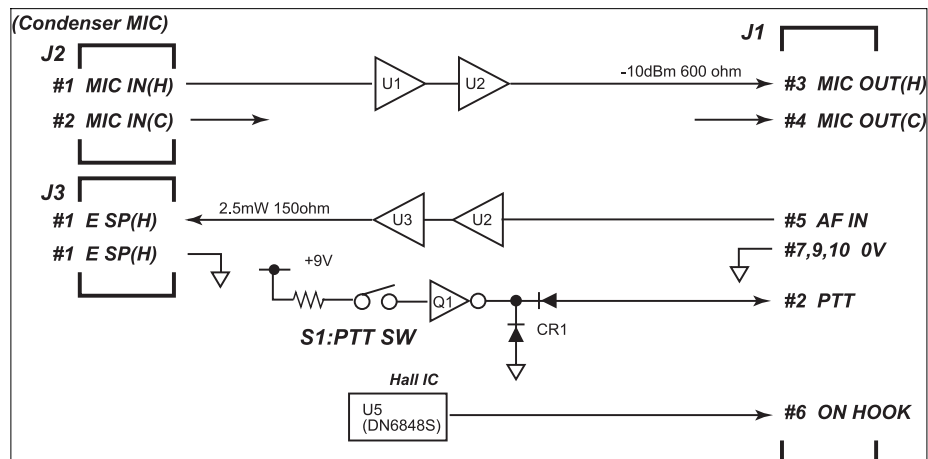 (Condenser MIC)
J2
J1
#1 MIC IN(H)
U1
U2
-10dBm 600 ohm
#3 MIC OUT(H)
#2 MIC IN(C)
#4 MIC OUT(C)
J3
#1 E SP(H)
2.5mW 150ohm
U3
U2
#5 AF IN
#1 E SP(H)
#7,9,10 0V
+9V
Q1
#2 PTT
S1:PTT SW
CR1
Hall IC
U5
(DN6848S)
#6 ON HOOK